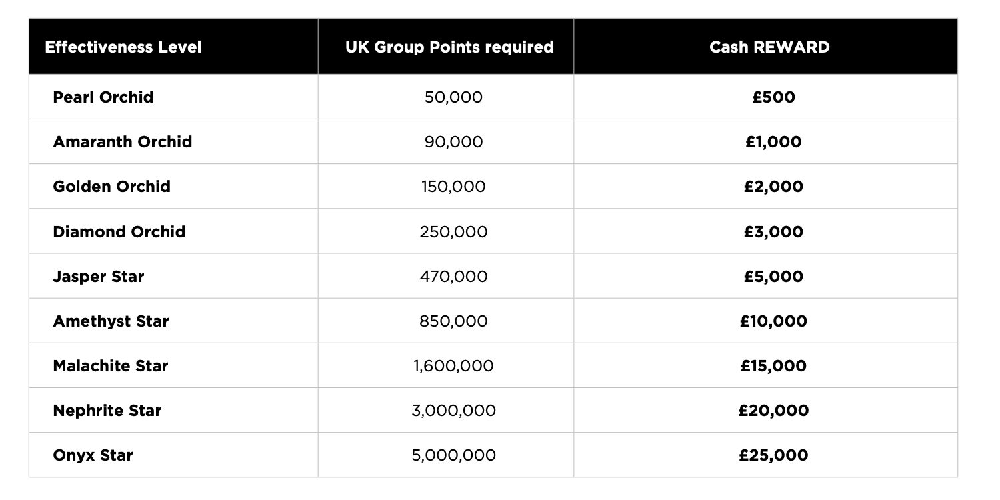 Effectiveness Level UK Group Points required Cash REWARD
Pearl Orchid 50,000 £500
Amaranth Orchid 90,000 £1,000
Golden Orchid 150,000 £2,000
Diamond Orchid 250,000 £3,000
Jasper Star 470,000 £5,000
Amethyst Star 850,000 £10,000
Malachite Star 1,600,000 £15,000
Nephrite Star 3,000,000 £20,000
Onyx Star 5,000,000 £25,000